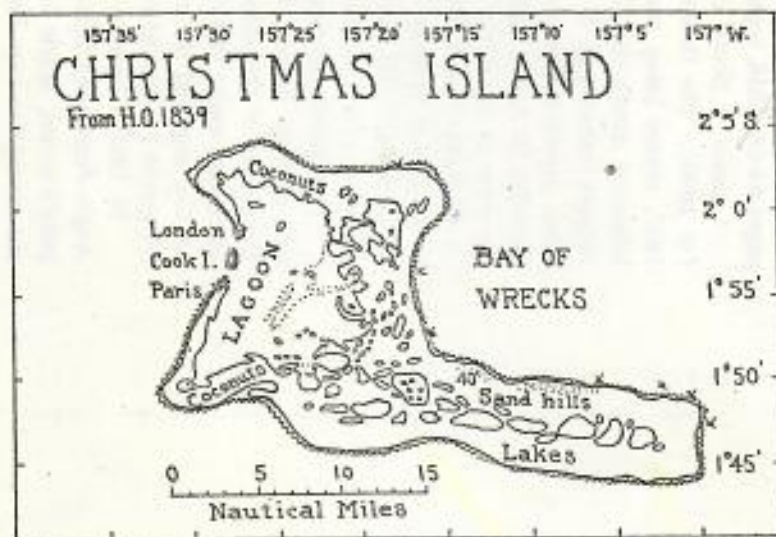 157°35' 157°30' 157°25' 157°20' 157°15' 157°10' 157°5' 157° W.
CHRISTMAS ISLAND
From H.O.1839
2°5' S.
Coconuts
2° 0'
London
Cook I.
Paris
LAGOON
BAY OF
WRECKS
1°55'
1°50'
40'
Sand hills
Coconuts
Lakes
1°45'
0 5 10 15
Nautical Miles